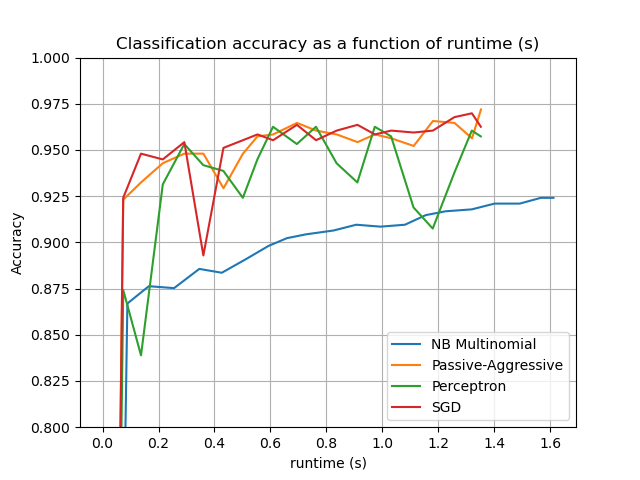 Classification accuracy as a function of runtime (s)
1.000
0.975
0.950
0.925
0.900
0.875
0.850
0.825
0.800
Accuracy
NB Multinomial
Passive-Aggressive
Perceptron
SGD
0.0 0.2 0.4 0.6 0.8 1.0 1.2 1.4 1.6
runtime (s)